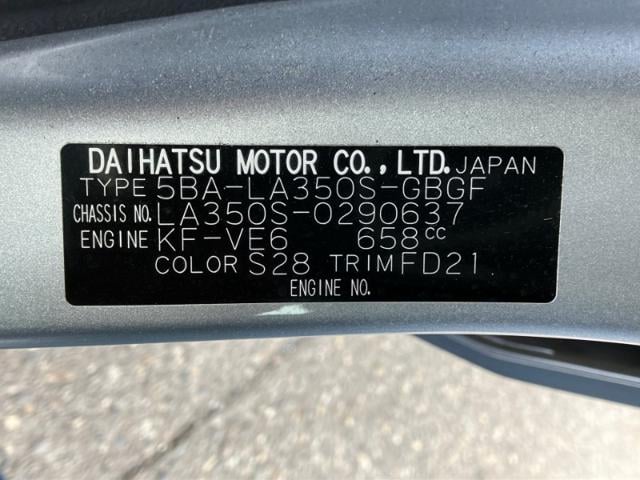 DAIHATSU MOTOR CO., LTD. JAPAN
TYPE 5BA-LA350S-GBGF
CHASSIS NO. LA350S-0290637
ENGINE KF-VE6 658cc
COLOR S28 TRIM FD21
ENGINE NO.